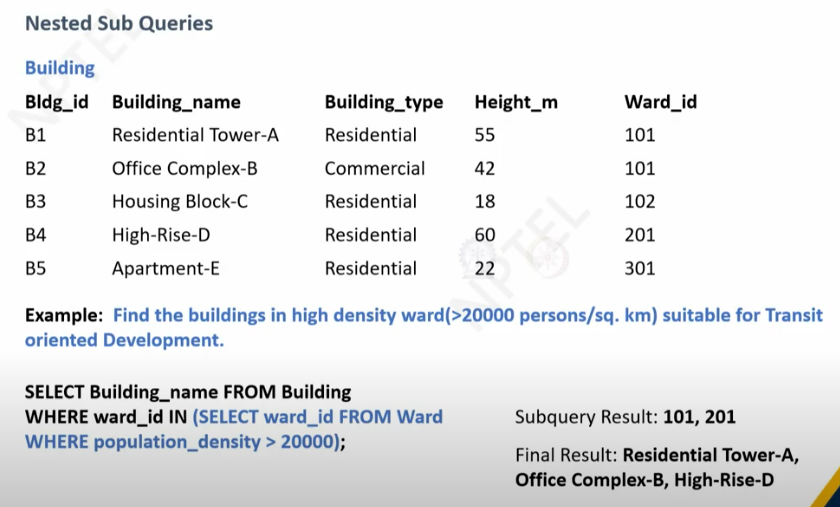 Nested Sub Queries
Building
Bldg_id Building_name Building_type Height_m Ward_id
B1 Residential Tower-A Residential 55 101
B2 Office Complex-B Commercial 42 101
B3 Housing Block-C Residential 18 102
B4 High-Rise-D Residential 60 201
B5 Apartment-E Residential 22 301
Example: Find the buildings in high density ward(>20000 persons/sq. km) suitable for Transit
oriented Development.
SELECT Building_name FROM Building
WHERE ward_id IN (SELECT ward_id FROM Ward
WHERE population_density > 20000);
Subquery Result: 101, 201
Final Result: Residential Tower-A,
Office Complex-B, High-Rise-D
NPTEL
NPTEL